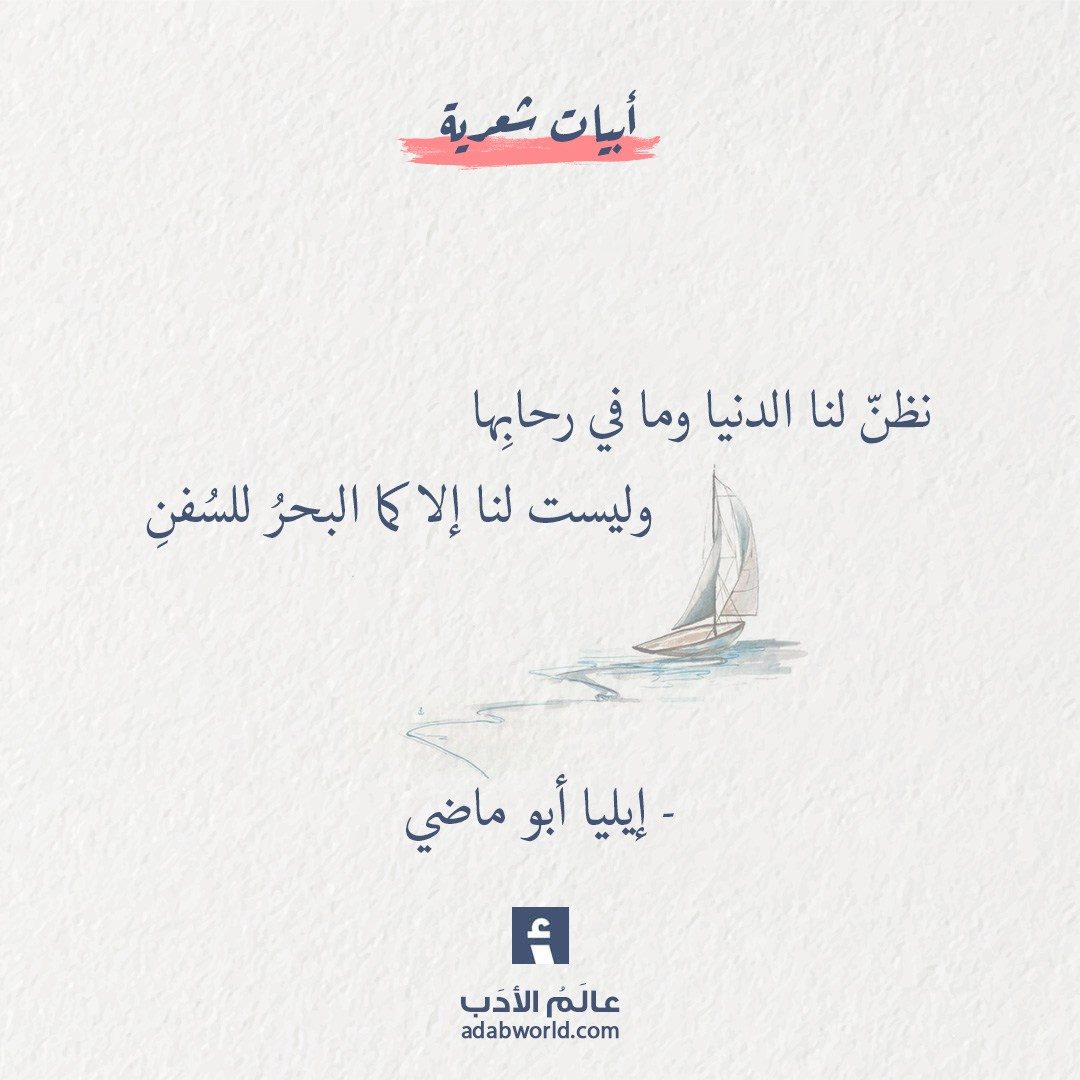 أبيات شعرية
نظنّ لنا الدنيا وما في رحابِها
وليست لنا إلا كما البحرُ للسُفنِ
- إيليا أبو ماضي
أ
عالَمُ الأدَب
adabworld.com